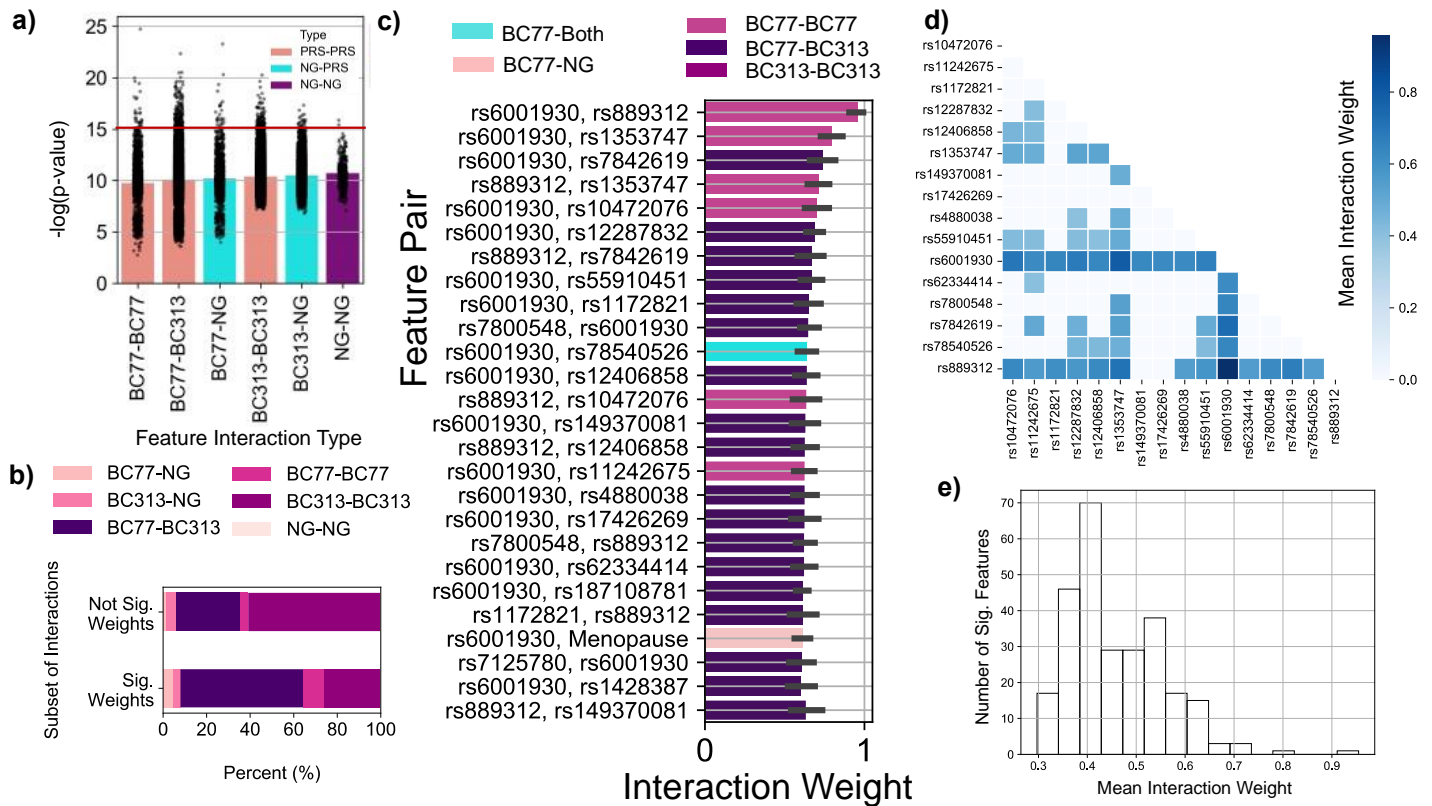 a)
25
20
15
10
5
0
-log(p-value)
Type
PRS-PRS
NG-PRS
NG-NG
BC77-BC77
BC77-BC313
BC77-NG
BC313-BC313
BC313-NG
NG-NG
Feature Interaction Type
b)
BC77-NG
BC77-BC77
BC313-NG
BC313-BC313
BC77-BC313
NG-NG
Subset of Interactions
Not Sig.
Weights
Sig.
Weights
0 20 40 60 80 100
Percent (%)
c)
BC77-Both
BC77-BC77
BC77-BC313
BC77-NG
BC313-BC313
Feature Pair
rs6001930, rs889312
rs6001930, rs1353747
rs6001930, rs7842619
rs889312, rs1353747
rs6001930, rs10472076
rs6001930, rs12287832
rs889312, rs7842619
rs6001930, rs55910451
rs6001930, rs1172821
rs7800548, rs6001930
rs6001930, rs78540526
rs6001930, rs12406858
rs889312, rs10472076
rs6001930, rs149370081
rs889312, rs12406858
rs6001930, rs11242675
rs6001930, rs4880038
rs6001930, rs17426269
rs7800548, rs889312
rs6001930, rs62334414
rs6001930, rs187108781
rs1172821, rs889312
rs6001930, Menopause
rs7125780, rs6001930
rs6001930, rs1428387
rs889312, rs149370081
0 1
Interaction Weight
d)
rs10472076
rs11242675
rs1172821
rs12287832
rs12406858
rs1353747
rs149370081
rs17426269
rs4880038
rs55910451
rs6001930
rs62334414
rs7800548
rs7842619
rs78540526
rs889312
rs10472076
rs11242675
rs1172821
rs12287832
rs12406858
rs1353747
rs149370081
rs17426269
rs4880038
rs55910451
rs6001930
rs62334414
rs7800548
rs7842619
rs78540526
rs889312
Mean Interaction Weight
0.8
0.6
0.4
0.2
0.0
e)
Number of Sig. Features
70
60
50
40
30
20
10
0
0.3 0.4 0.5 0.6 0.7 0.8 0.9
Mean Interaction Weight